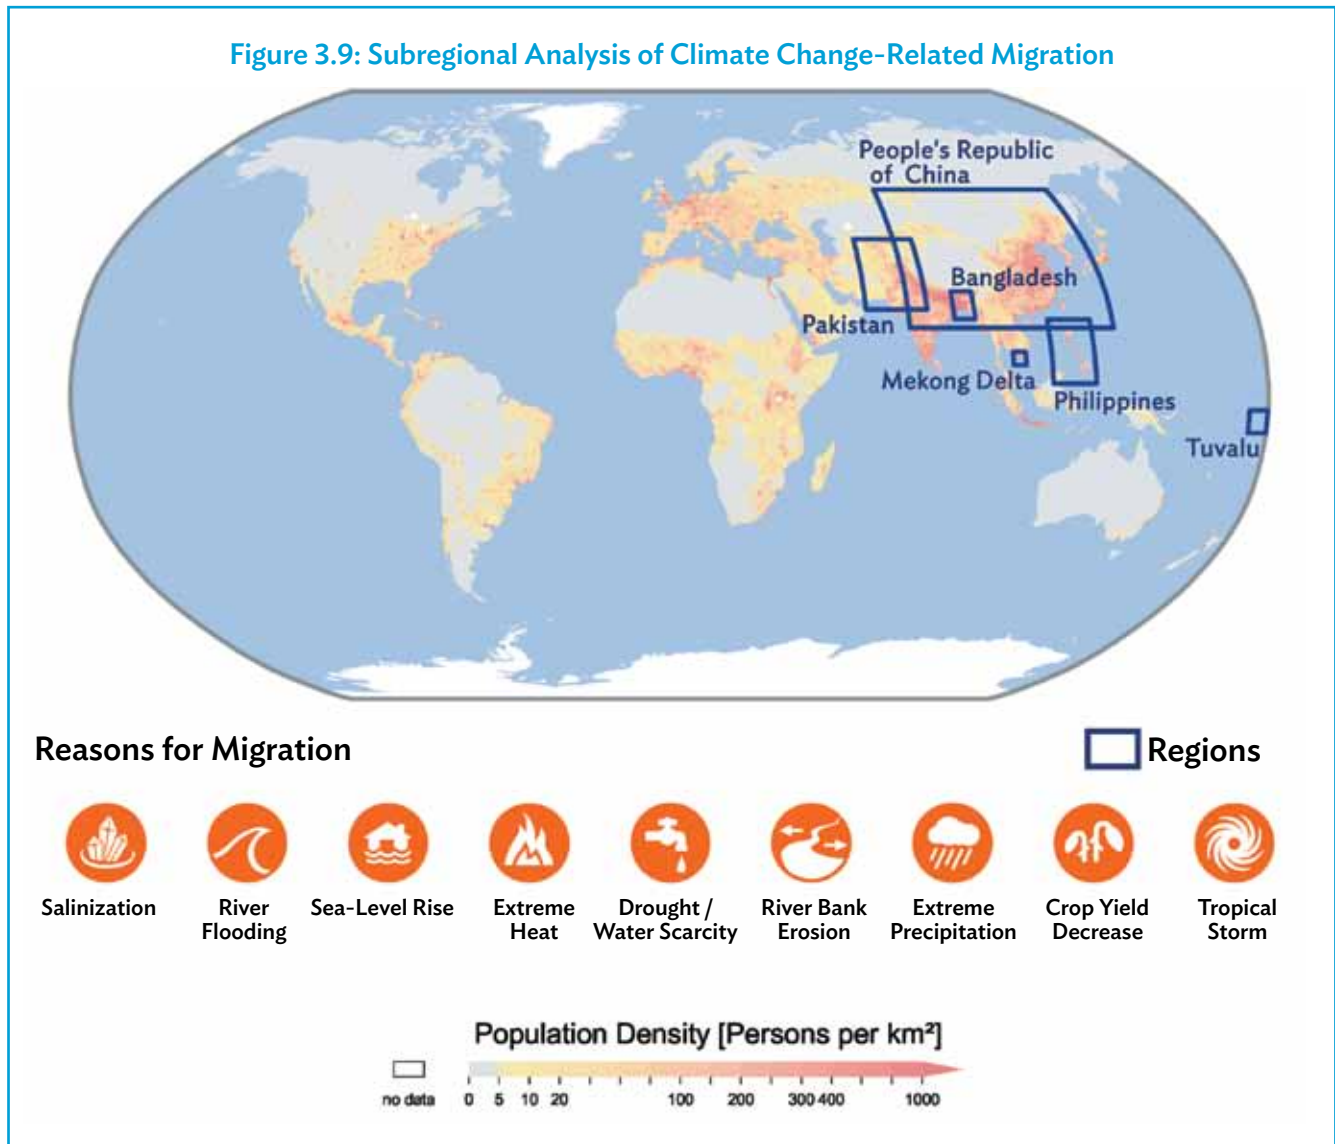 Figure 3.9: Subregional Analysis of Climate Change-Related Migration
People's Republic
of China
Bangladesh
Pakistan
Mekong Delta
Philippines
Tuvalu
Reasons for Migration
Regions
Salinization
River
Flooding
Sea-Level Rise
Extreme
Heat
Drought /
Water Scarcity
River Bank
Erosion
Extreme
Precipitation
Crop Yield
Decrease
Tropical
Storm
Population Density [Persons per km²]
no data
0 5 10 20 100 200 300 400 1000